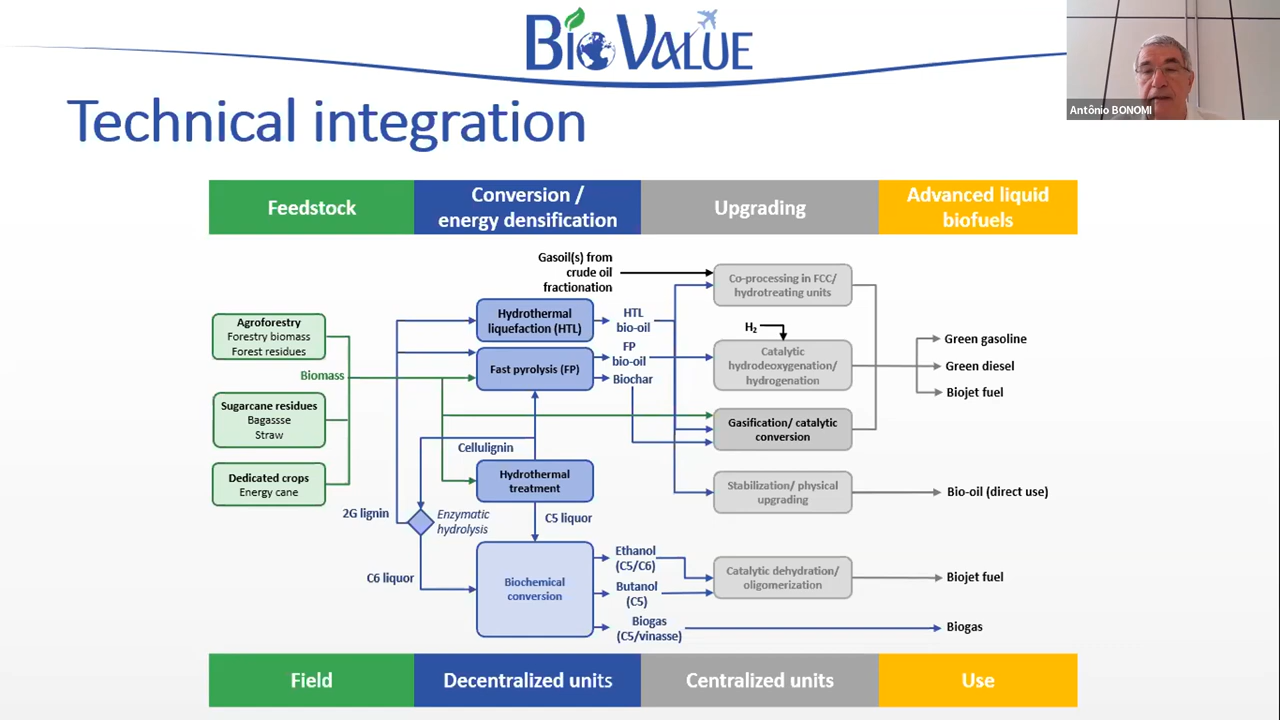 BioValue
Antônio BONOMI
Technical integration
Feedstock
Conversion /
energy densification
Upgrading
Advanced liquid
biofuels
Gasoil(s) from
crude oil
fractionation
Co-processing in FCC/
hydrotreating units
Agroforestry
Forestry biomass
Forest residues
Hydrothermal
liquefaction (HTL)
HTL
bio-oil
H₂
Green gasoline
FP
bio-oil
Catalytic
hydrodeoxygenation/
hydrogenation
Green diesel
Biomass
Fast pyrolysis (FP)
Biochar
Biojet fuel
Sugarcane residues
Bagassse
Straw
Gasification/ catalytic
conversion
Cellulignin
Dedicated crops
Energy cane
Hydrothermal
treatment
Stabilization/ physical
upgrading
Bio-oil (direct use)
2G lignin
Enzymatic
hydrolysis
C5 liquor
Ethanol
(C5/C6)
C6 liquor
Biochemical
conversion
Butanol
(C5)
Catalytic dehydration/
oligomerization
Biojet fuel
Biogas
(C5/vinasse)
Biogas
Field
Decentralized units
Centralized units
Use